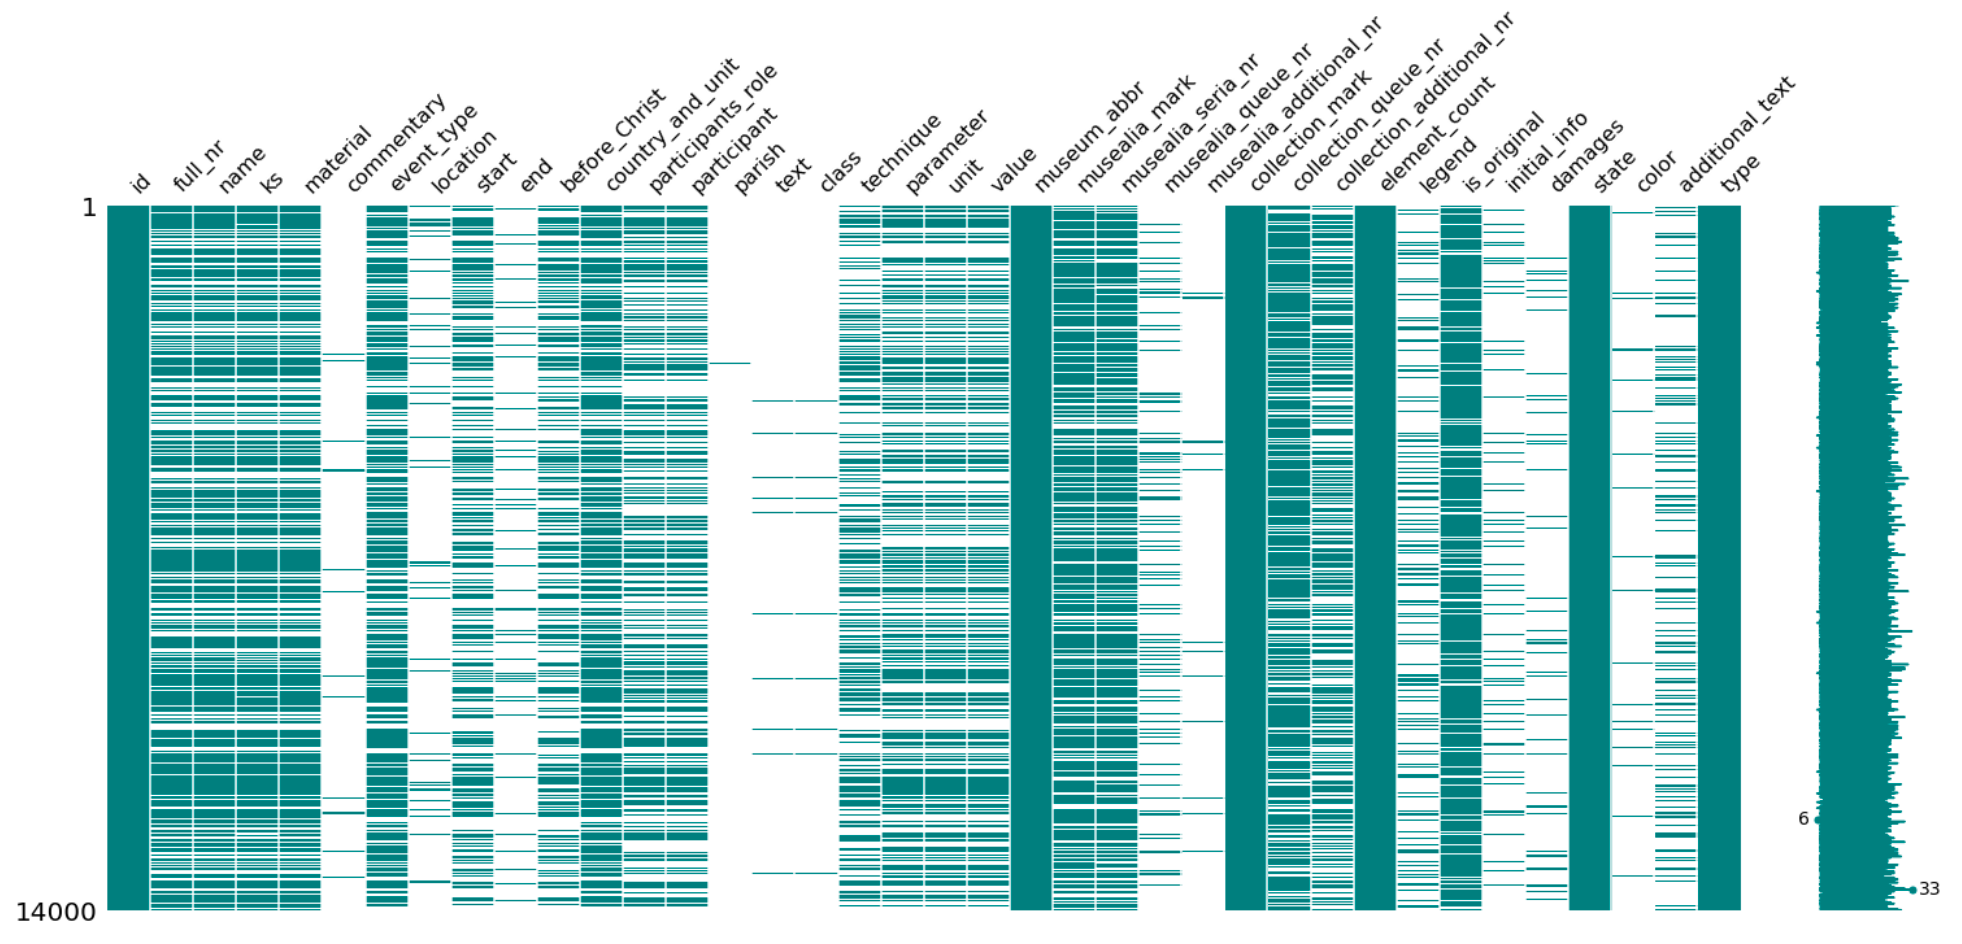 id
full_nr
name
ks
material
commentary
event_type
location
start
end
before_Christ
country_and_unit
participants_role
participant
parish
text
class
technique
parameter
unit
value
museum_abbr
musealia_mark
musealia_seria_nr
musealia_queue_nr
musealia_additional_nr
collection_mark
collection_queue_nr
collection_additional_nr
element_count
legend
is_original
initial_info
damages
state
color
additional_text
type
1
14000
6
33